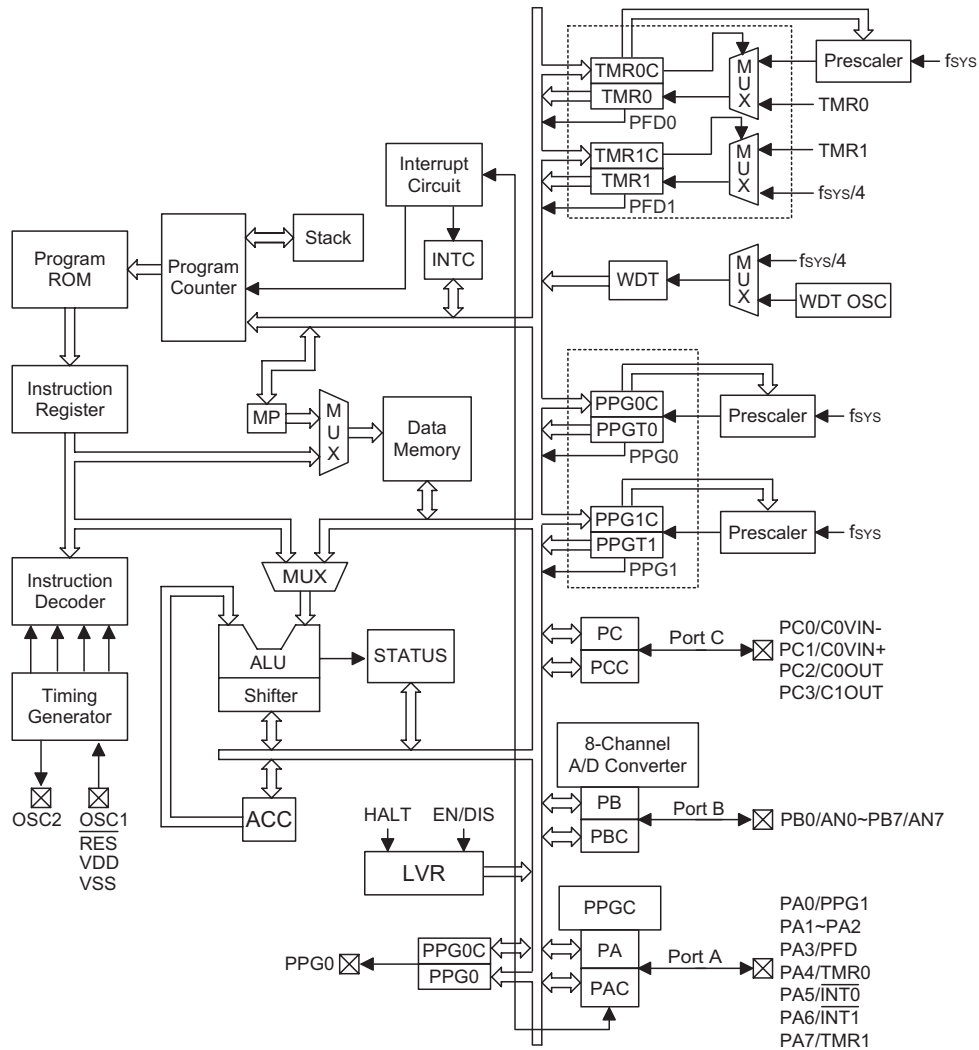 TMR0C
TMR0
PFD0
MUX
Prescaler
fSYS
TMR0
TMR1C
TMR1
PFD1
MUX
TMR1
fSYS/4
Interrupt
Circuit
INTC
Stack
Program
Counter
Program
ROM
WDT
MUX
fSYS/4
WDT OSC
Instruction
Register
MP
MUX
Data
Memory
PPG0C
PPGT0
PPG0
Prescaler
fSYS
PPG1C
PPGT1
PPG1
Prescaler
fSYS
Instruction
Decoder
MUX
ALU
Shifter
STATUS
Timing
Generator
OSC2
OSC1
RES
VDD
VSS
ACC
HALT
EN/DIS
LVR
PPG0
PPG0C
PPG0
PC
PCC
Port C
PC0/C0VIN-
PC1/C0VIN+
PC2/C0OUT
PC3/C1OUT
8-Channel
A/D Converter
PB
PBC
Port B
PB0/AN0~PB7/AN7
PPGC
PA
PAC
Port A
PA0/PPG1
PA1~PA2
PA3/PFD
PA4/TMR0
PA5/INT0
PA6/INT1
PA7/TMR1